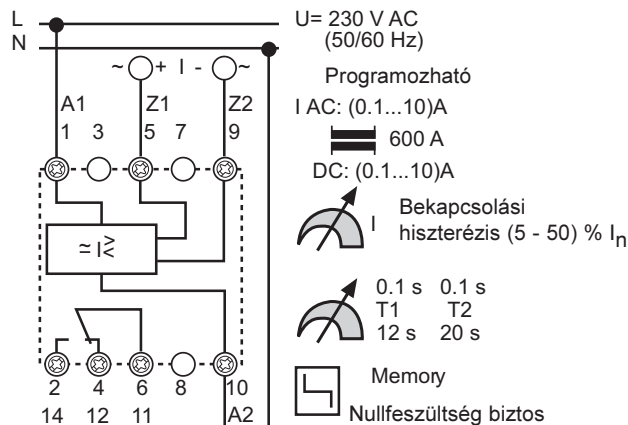 L
N
U= 230 V AC
(50/60 Hz)
~ + I - ~
Programozható
A1 Z1 Z2
1 3 5 7 9
I AC: (0.1...10)A
600 A
DC: (0.1...10)A
I
Bekapcsolási
hiszterézis (5 - 50) % In
≃ I≷
0.1 s 0.1 s
T1 T2
12 s 20 s
2 4 6 8 10
14 12 11 A2
Memory
Nullfeszültség biztos